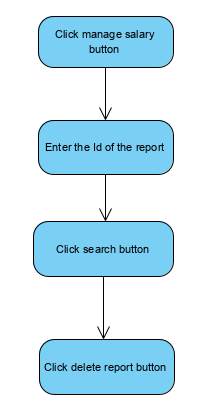 Click manage salary
button
Enter the Id of the report
Click search button
Click delete report button